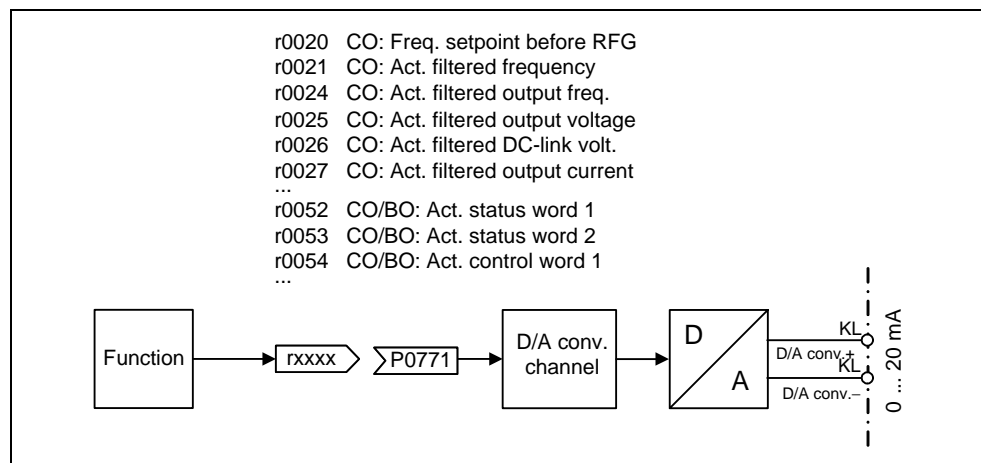 r0020 CO: Freq. setpoint before RFG
r0021 CO: Act. filtered frequency
r0024 CO: Act. filtered output freq.
r0025 CO: Act. filtered output voltage
r0026 CO: Act. filtered DC-link volt.
r0027 CO: Act. filtered output current
...
r0052 CO/BO: Act. status word 1
r0053 CO/BO: Act. status word 2
r0054 CO/BO: Act. control word 1
...
Function
rxxxx
P0771
D/A conv.
channel
D
A
KL
D/A conv.+
KL
D/A conv.−
0 ... 20 mA